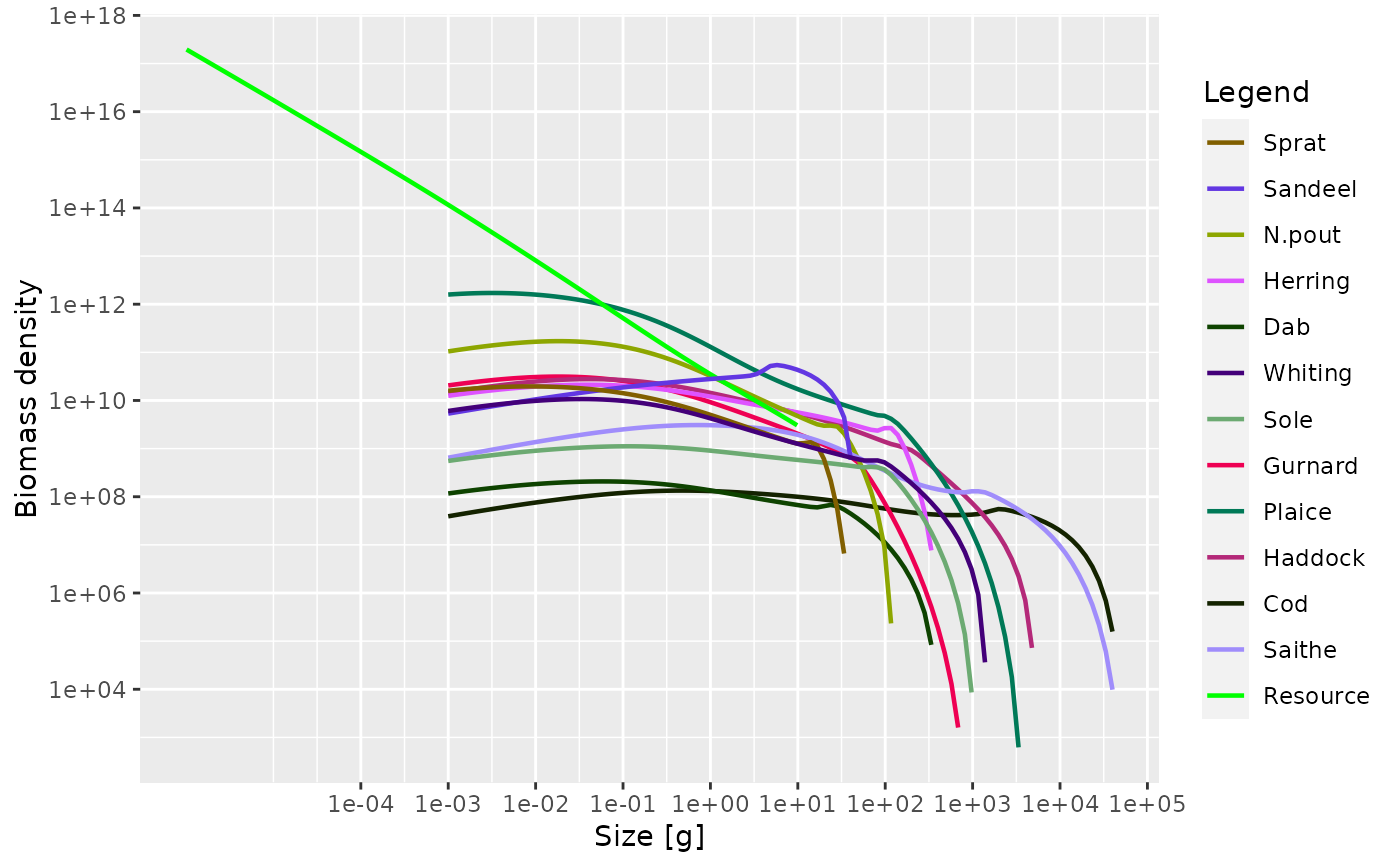 1e+18
1e+16
1e+14
1e+12
1e+10
1e+08
1e+06
1e+04
Biomass density
1e-04 1e-03 1e-02 1e-01 1e+00 1e+01 1e+02 1e+03 1e+04 1e+05
Size [g]
Legend
Sprat
Sandeel
N.pout
Herring
Dab
Whiting
Sole
Gurnard
Plaice
Haddock
Cod
Saithe
Resource